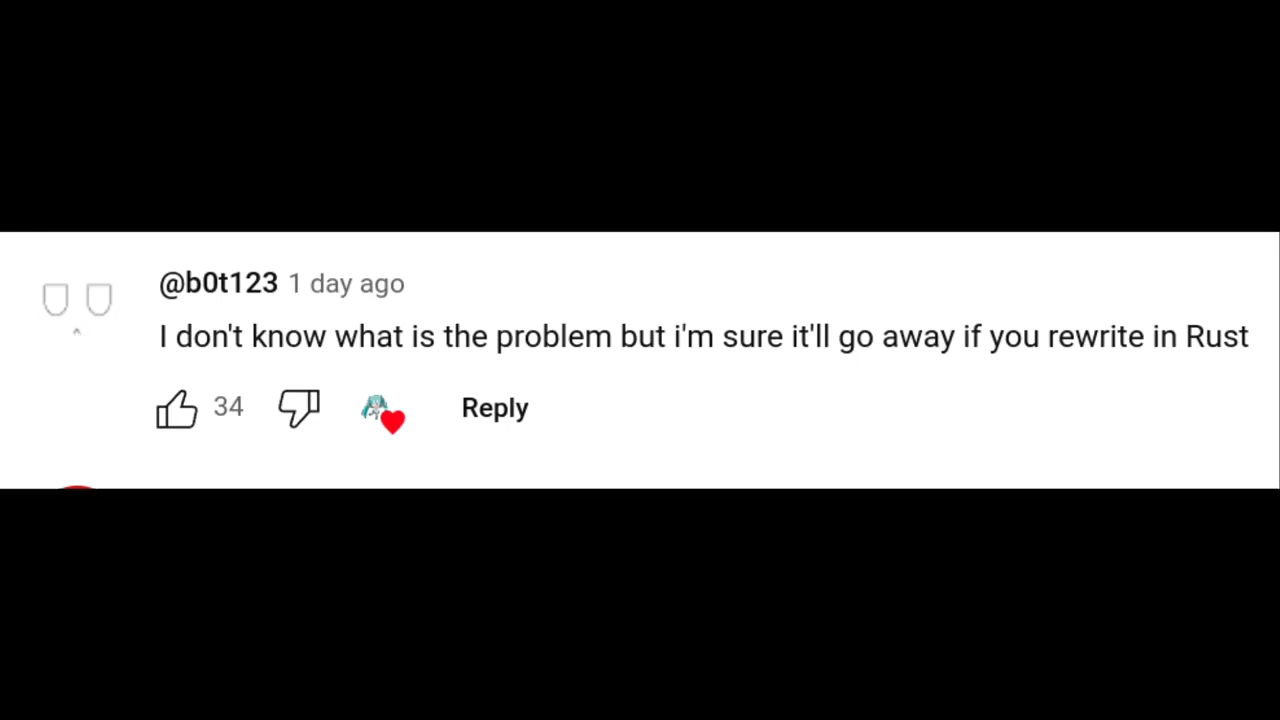 @b0t123 1 day ago
I don't know what is the problem but i'm sure it'll go away if you rewrite in Rust
34 Reply